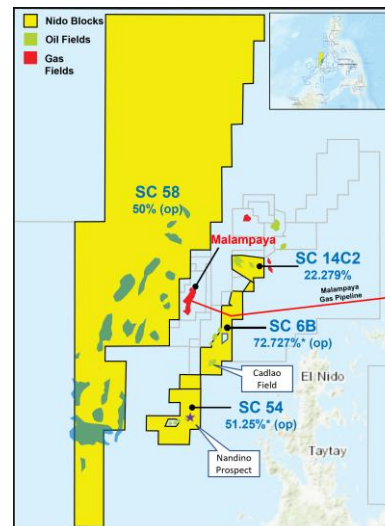 Nido Blocks
Oil Fields
Gas
Fields
SC 58
50% (op)
Malampaya
SC 14C2
22.279%
Malampaya
Gas Pipeline
SC 6B
72.727%* (op)
Cadlao
Field
El Nido
SC 54
51.25%* (op)
Nandino
Prospect
Taytay